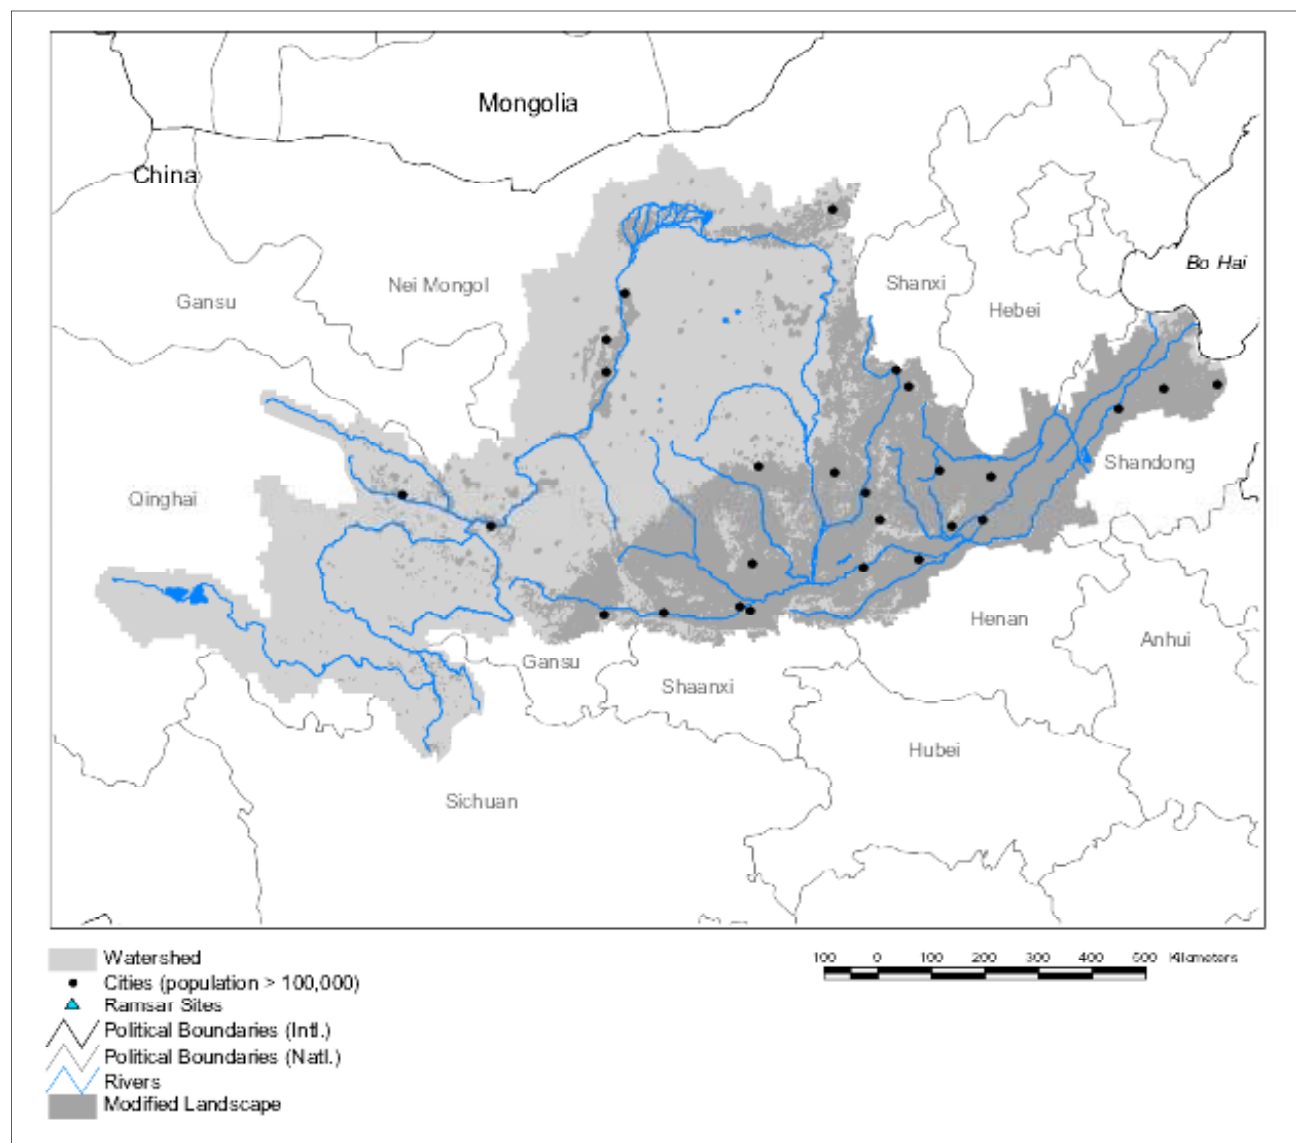 Mongolia
China
Bo Hai
Shanxi
Nei Mongol
Gansu
Hebei
Shandong
Qinghai
Henan
Anhui
Gansu
Shaanxi
Hubei
Sichuan
Watershed
Cities (population > 100,000)
Ramsar Sites
Political Boundaries (Intl.)
Political Boundaries (Natl.)
Rivers
Modified Landscape
100 0 100 200 300 400 500 Kilometers